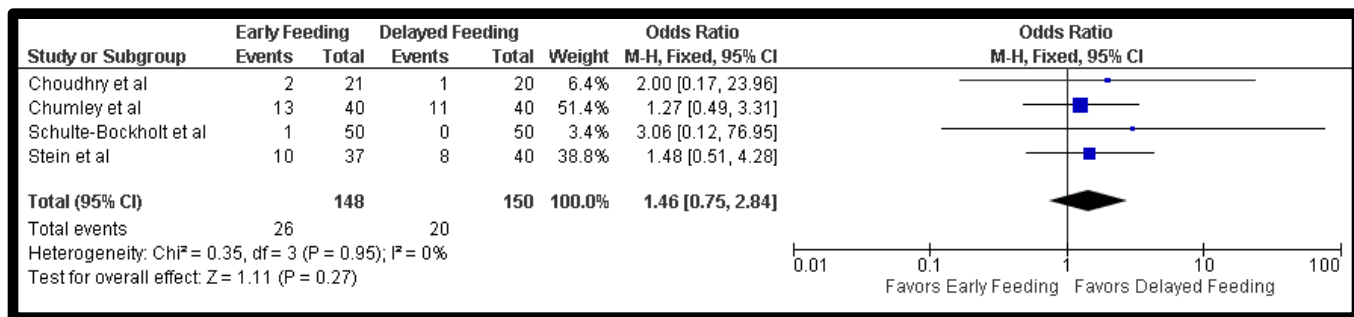 Early Feeding Delayed Feeding Odds Ratio Odds Ratio
Study or Subgroup Events Total Events Total Weight M-H, Fixed, 95% CI M-H, Fixed, 95% CI
Choudhry et al 2 21 1 20 6.4% 2.00 [0.17, 23.96]
Chumley et al 13 40 11 40 51.4% 1.27 [0.49, 3.31]
Schulte-Bockholt et al 1 50 0 50 3.4% 3.06 [0.12, 76.95]
Stein et al 10 37 8 40 38.8% 1.48 [0.51, 4.28]
Total (95% CI) 148 150 100.0% 1.46 [0.75, 2.84]
Total events 26 20
Heterogeneity: Chi² = 0.35, df = 3 (P = 0.95); I² = 0%
Test for overall effect: Z = 1.11 (P = 0.27)
0.01 0.1 1 10 100
Favors Early Feeding Favors Delayed Feeding